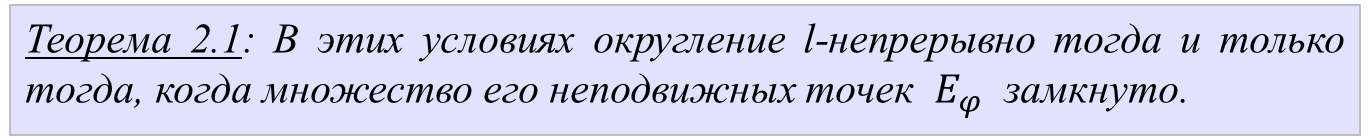 Теорема 2.1: В этих условиях округление l-непрерывно тогда и только
тогда, когда множество его неподвижных точек E_φ замкнуто.